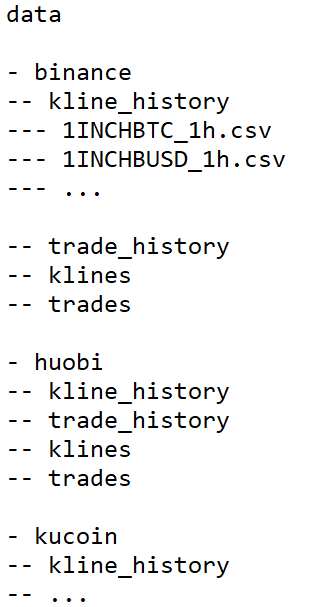 data
- binance
-- kline_history
--- 1INCHBTC_1h.csv
--- 1INCHBUSD_1h.csv
--- ...
-- trade_history
-- klines
-- trades
- huobi
-- kline_history
-- trade_history
-- klines
-- trades
- kucoin
-- kline_history
-- ...